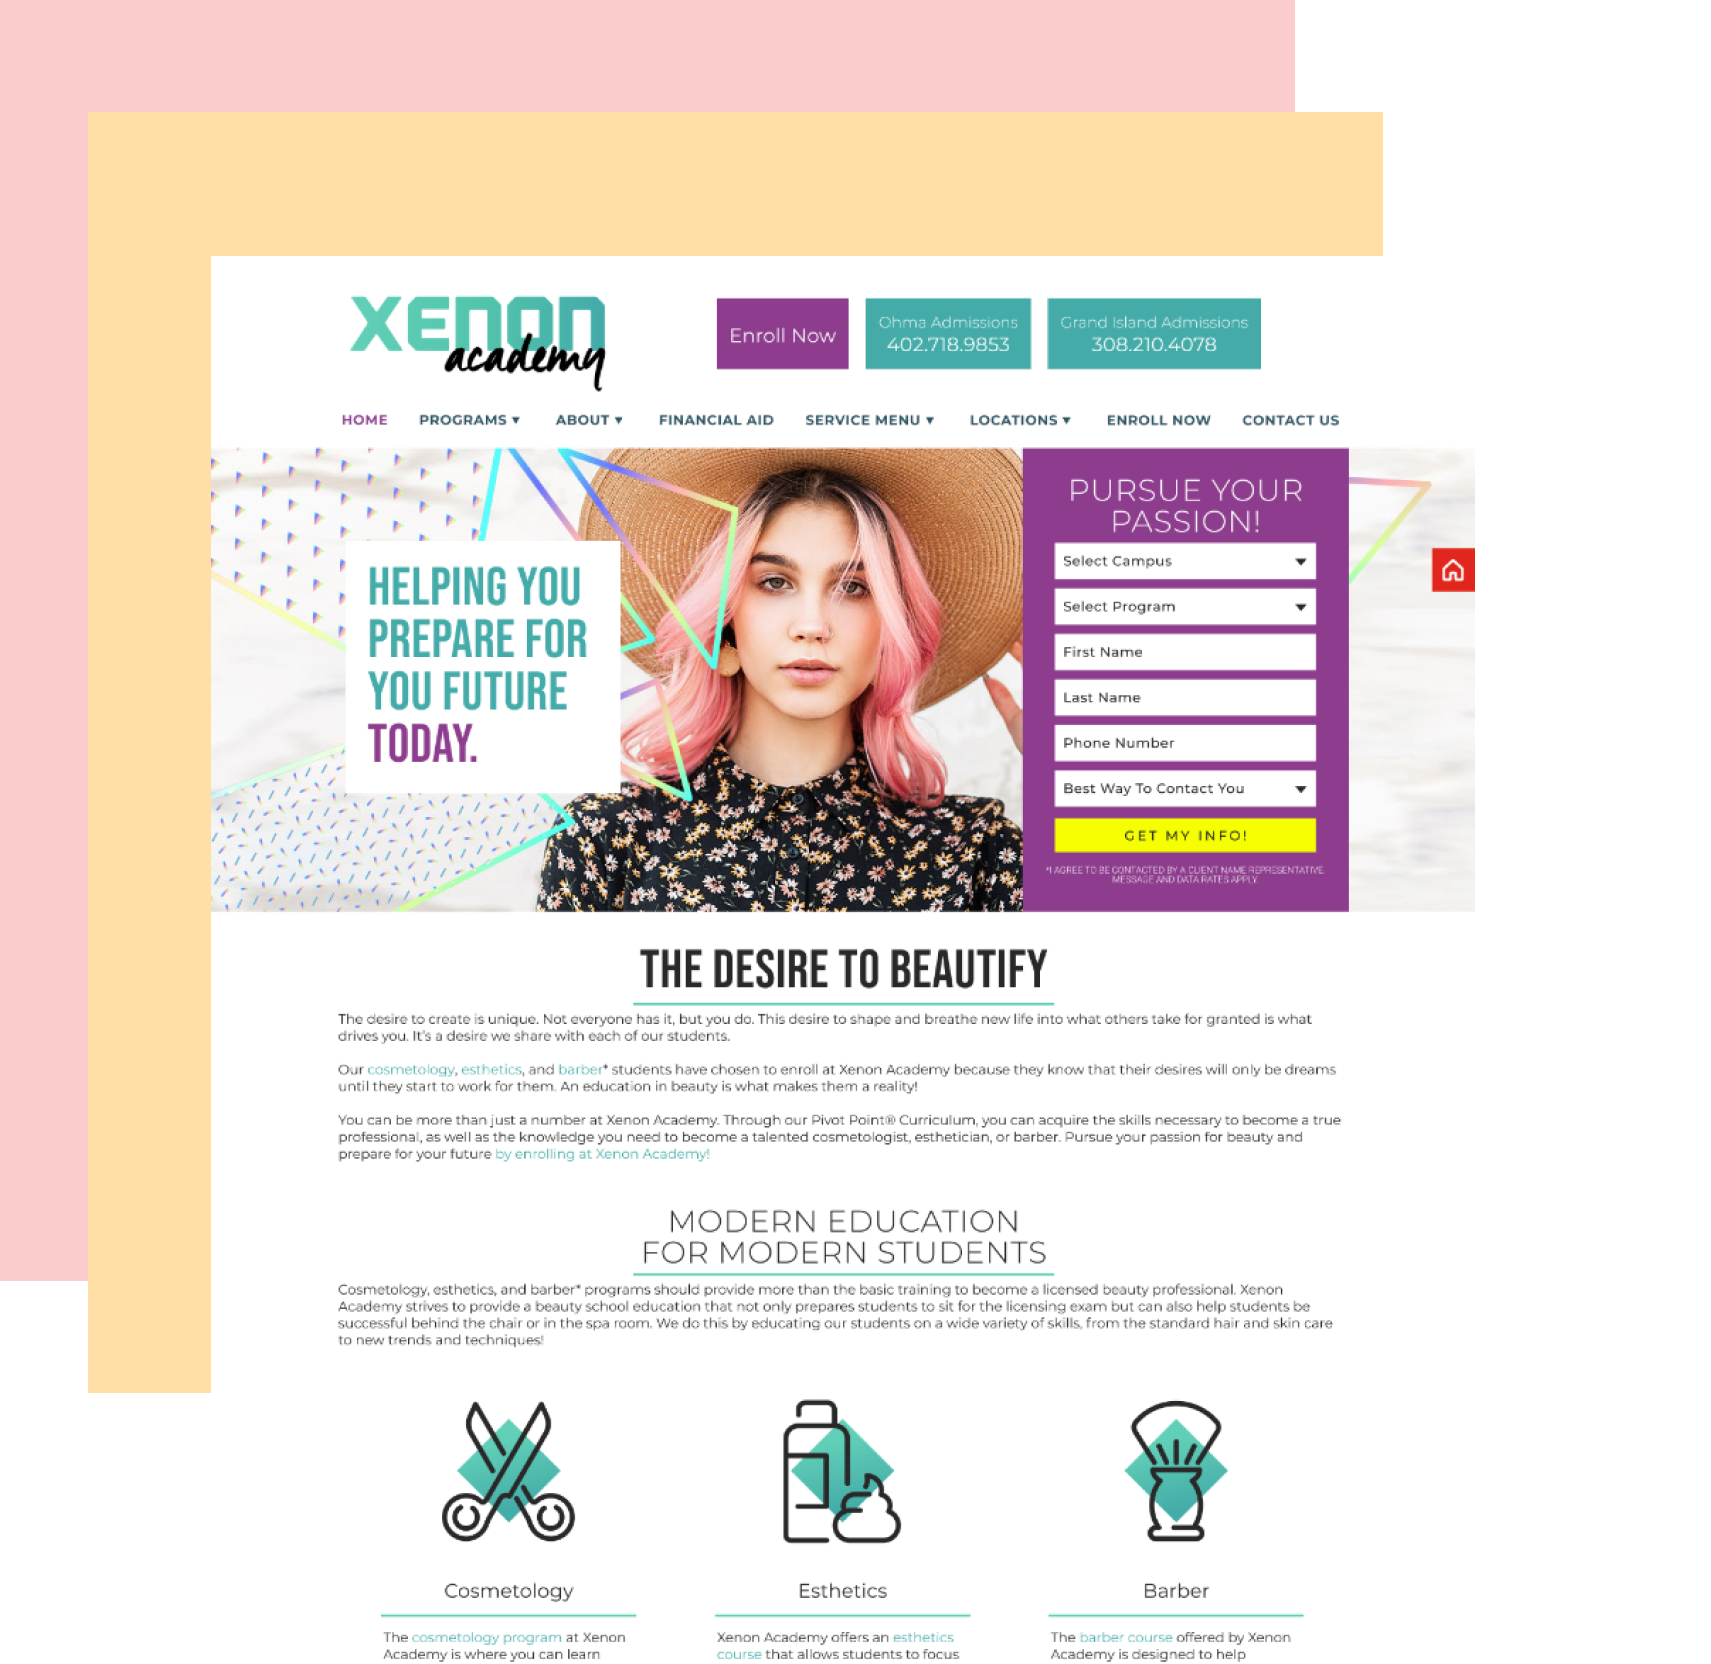 XENON
academy
Enroll Now
Ohma Admissions
402.718.9853
Grand Island Admissions
308.210.4078
HOME PROGRAMS ▼ ABOUT ▼ FINANCIAL AID SERVICE MENU ▼ LOCATIONS ▼ ENROLL NOW CONTACT US
HELPING YOU
PREPARE FOR
YOU FUTURE
TODAY.
PURSUE YOUR
PASSION!
Select Campus
Select Program
First Name
Last Name
Phone Number
Best Way To Contact You
GET MY INFO!
*I AGREE TO BE CONTACTED BY A CLIENT NAME REPRESENTATIVE.
MESSAGE AND DATA RATES APPLY.
THE DESIRE TO BEAUTIFY
The desire to create is unique. Not everyone has it, but you do. This desire to shape and breathe new life into what others take for granted is what
drives you. It's a desire we share with each of our students.
Our cosmetology, esthetics, and barber* students have chosen to enroll at Xenon Academy because they know that their desires will only be dreams
until they start to work for them. An education in beauty is what makes them a reality!
You can be more than just a number at Xenon Academy. Through our Pivot Point® Curriculum, you can acquire the skills necessary to become a true
professional, as well as the knowledge you need to become a talented cosmetologist, esthetician, or barber. Pursue your passion for beauty and
prepare for your future by enrolling at Xenon Academy!
MODERN EDUCATION
FOR MODERN STUDENTS
Cosmetology, esthetics, and barber* programs should provide more than the basic training to become a licensed beauty professional. Xenon
Academy strives to provide a beauty school education that not only prepares students to sit for the licensing exam but can also help students be
successful behind the chair or in the spa room. We do this by educating our students on a wide variety of skills, from the standard hair and skin care
to new trends and techniques!
Cosmetology
The cosmetology program at Xenon
Academy is where you can learn
Esthetics
Xenon Academy offers an esthetics
course that allows students to focus
Barber
The barber course offered by Xenon
Academy is designed to help